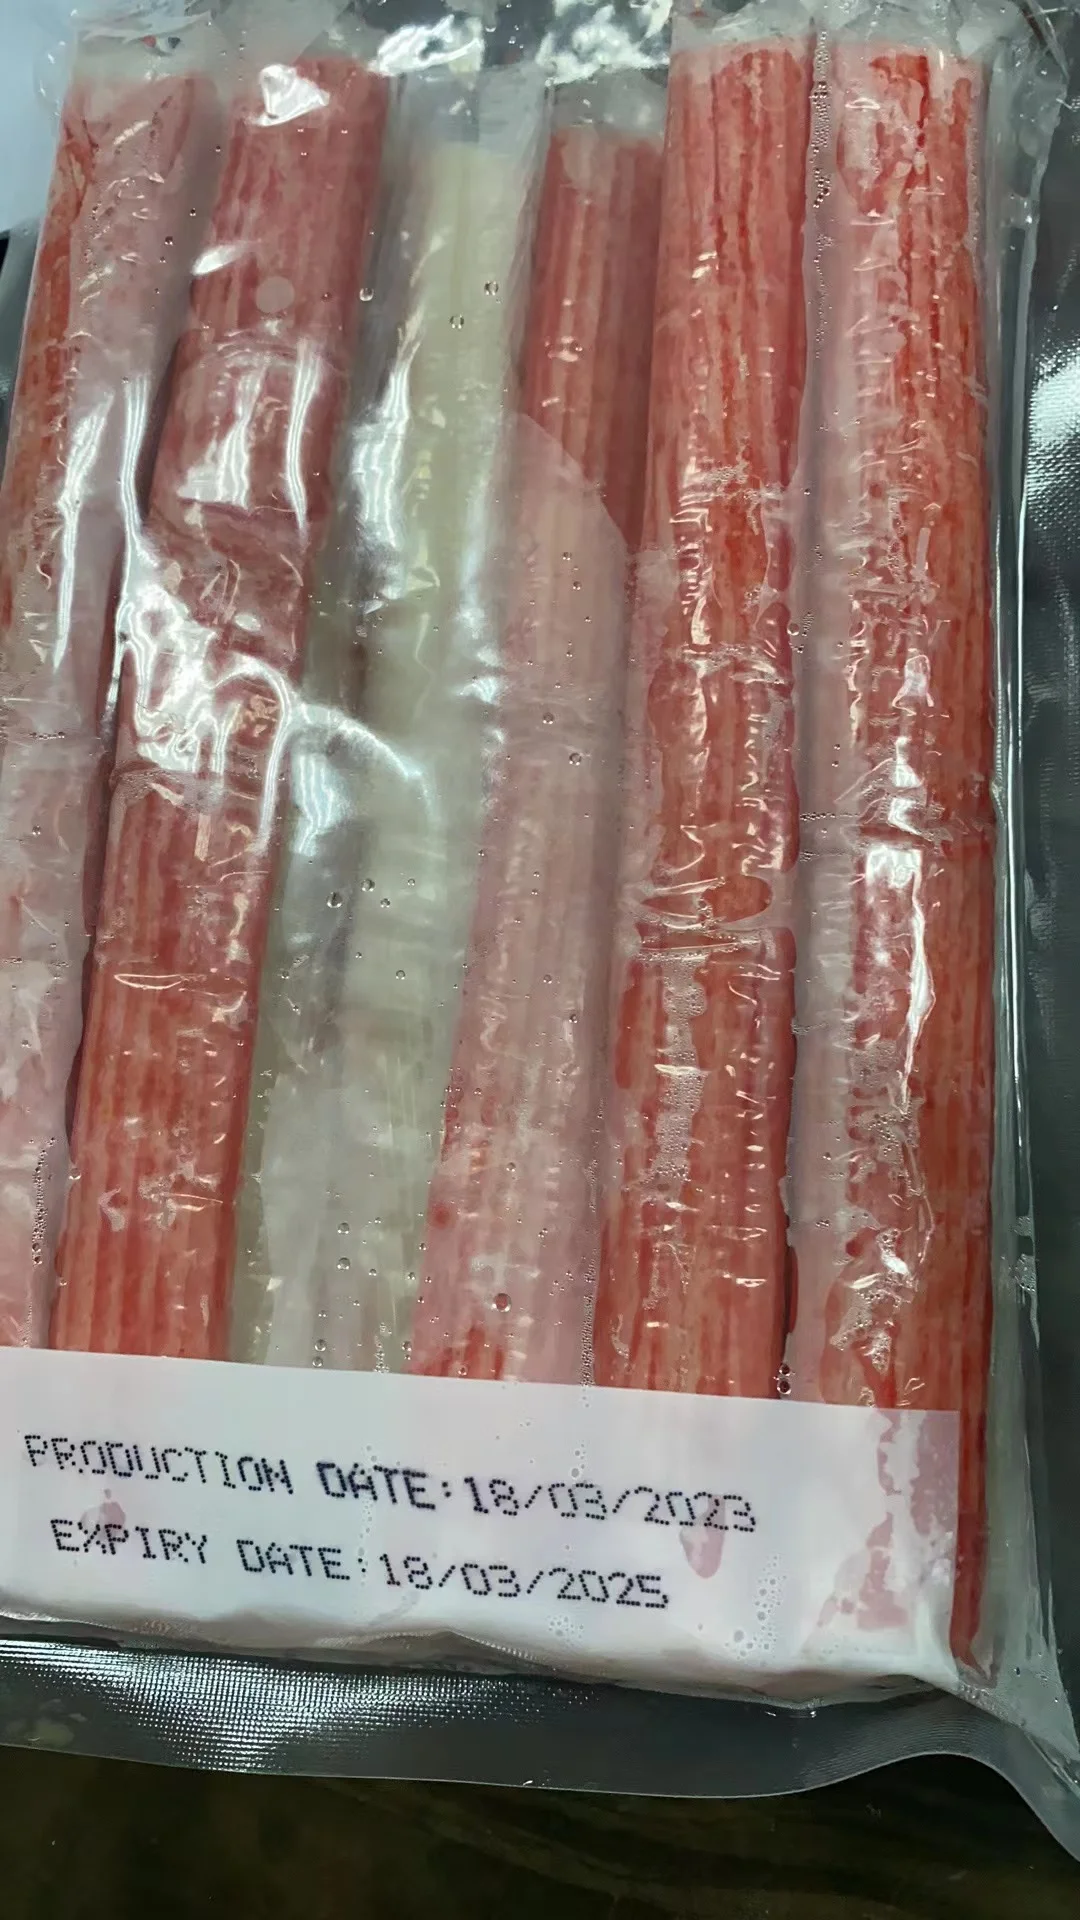 PRODUCTION DATE:18/03/2023
EXPIRY DATE:18/03/2025